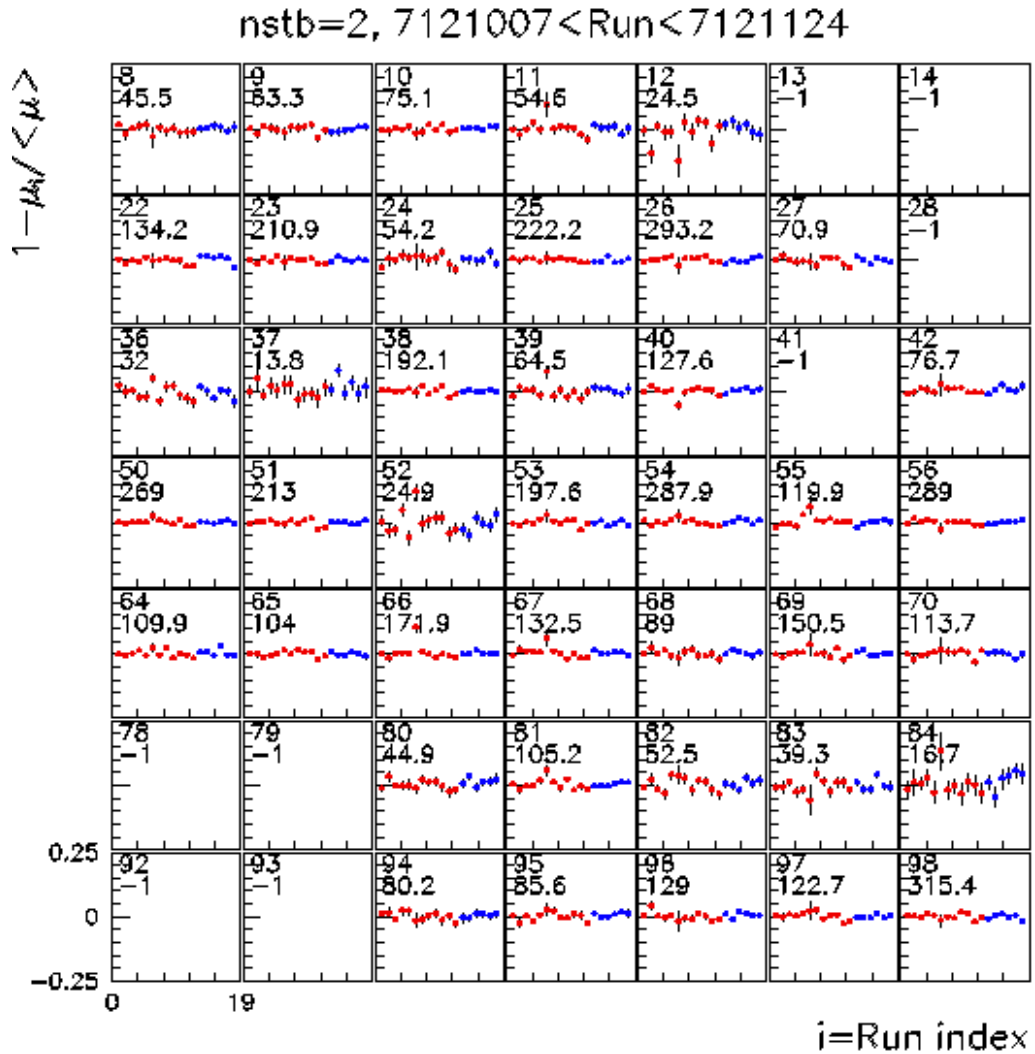 nstb=2, 7121007<Run<7121124
1-μi/<μ>
8 9 10 11 12 13 14
45.5 83.3 75.1 54.6 24.5 -1 -1
22 23 24 25 26 27 28
134.2 210.9 54.2 222.2 293.2 70.9 -1
36 37 38 39 40 41 42
32 13.8 192.1 64.5 127.6 -1 76.7
50 51 52 53 54 55 56
269 213 24.9 197.6 287.9 119.9 289
64 65 66 67 68 69 70
109.9 104 171.9 132.5 89 150.5 113.7
78 79 80 81 82 83 84
-1 -1 44.9 105.2 52.5 39.3 16.7
0.25 92 93 94 95 96 97 98
-1 -1 80.2 85.6 129 122.7 315.4
0
-0.25
0 19
i=Run index